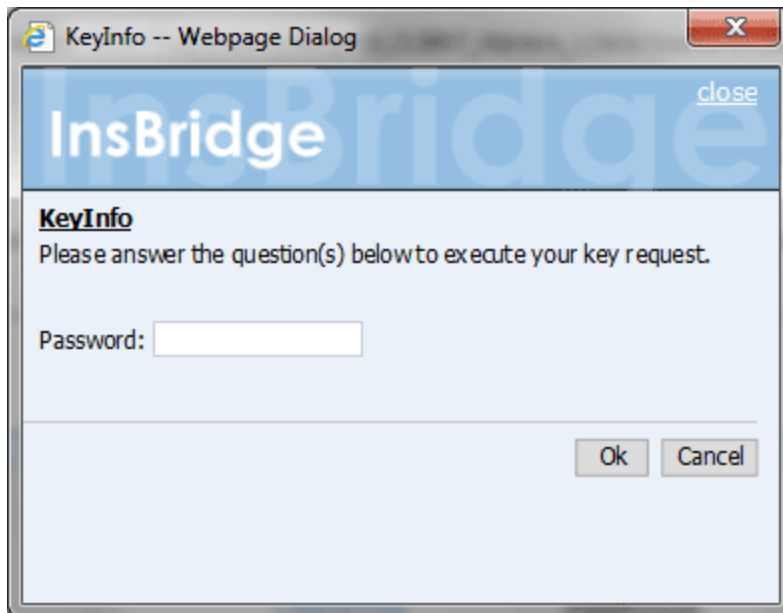 KeyInfo -- Webpage Dialog
close
InsBridge
InsBridge
KeyInfo
Please answer the question(s) below to execute your key request.
Password:
Ok Cancel